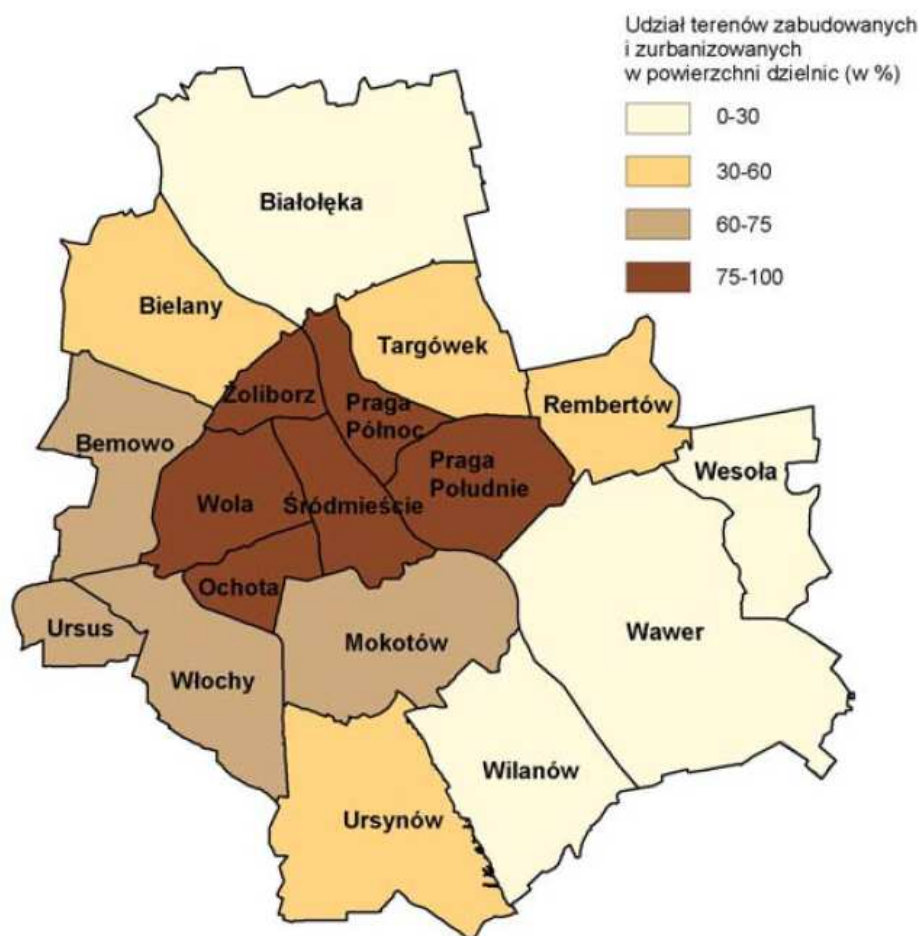 Udział terenów zabudowanych
i zurbanizowanych
w powierzchni dzielnic (w %)
0-30
30-60
60-75
75-100
Białołęka
Bielany
Targówek
Żoliborz
Praga
Północ
Rembertów
Bemowo
Praga
Południe
Wesoła
Wola
Śródmieście
Ochota
Ursus
Mokotów
Wawer
Włochy
Wilanów
Ursynów